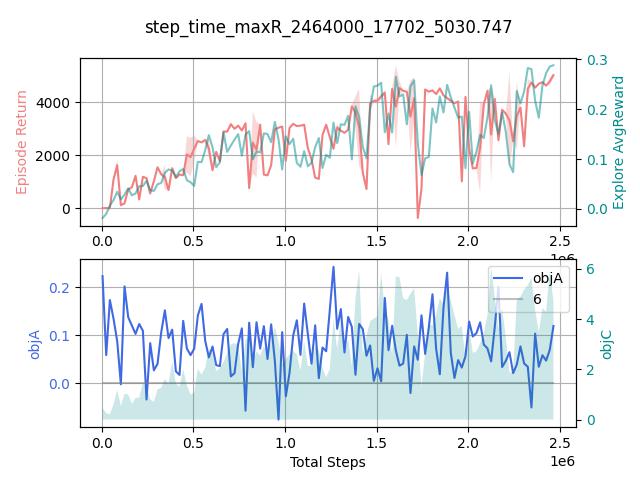 step_time_maxR_2464000_17702_5030.747
Episode Return
4000
2000
0
0.3
0.2
0.1
0.0
Explore AvgReward
0.0 0.5 1.0 1.5 2.0 2.5
objA
0.2
0.1
0.0
objA
6
6
4
2
0
objC
0.0 0.5 1.0 1.5 2.0 2.5
Total Steps
1e6